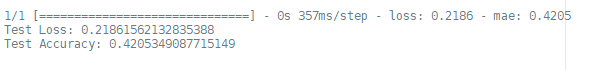 1/1 [==============================] - 0s 357ms/step - loss: 0.2186 - mae: 0.4205
Test Loss: 0.21861562132835388
Test Accuracy: 0.4205349087715149